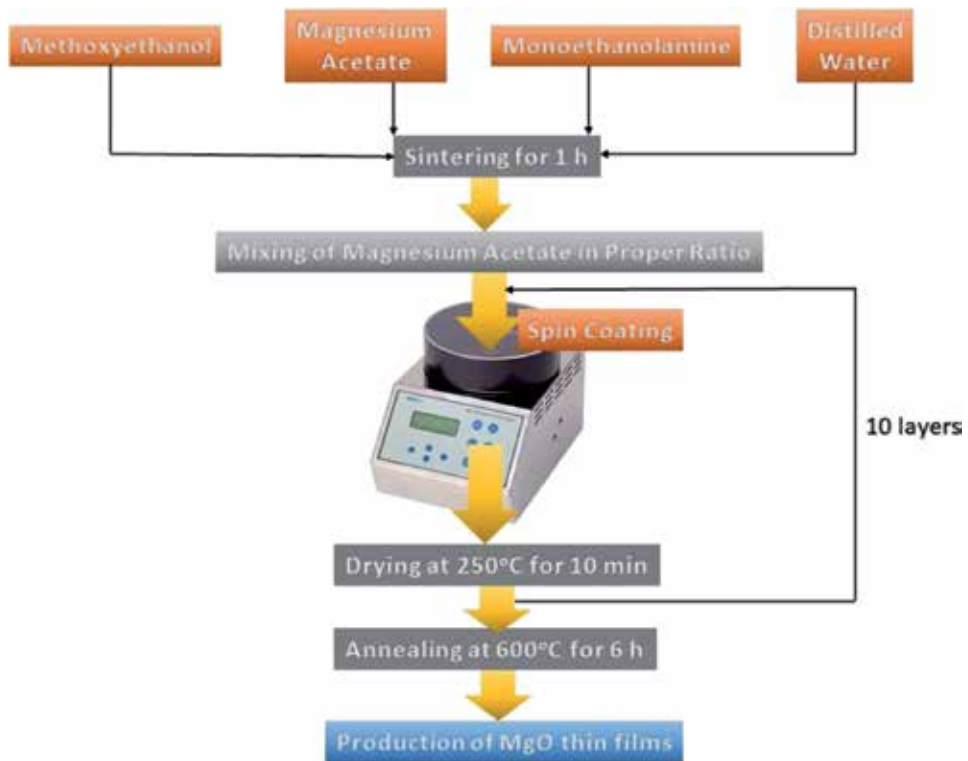 Methoxyethanol
Magnesium
Acetate
Monoethanolamine
Distilled
Water
Sintering for 1 h
Mixing of Magnesium Acetate in Proper Ratio
Spin Coating
10 layers
Drying at 250°C for 10 min
Annealing at 600°C for 6 h
Production of MgO thin films